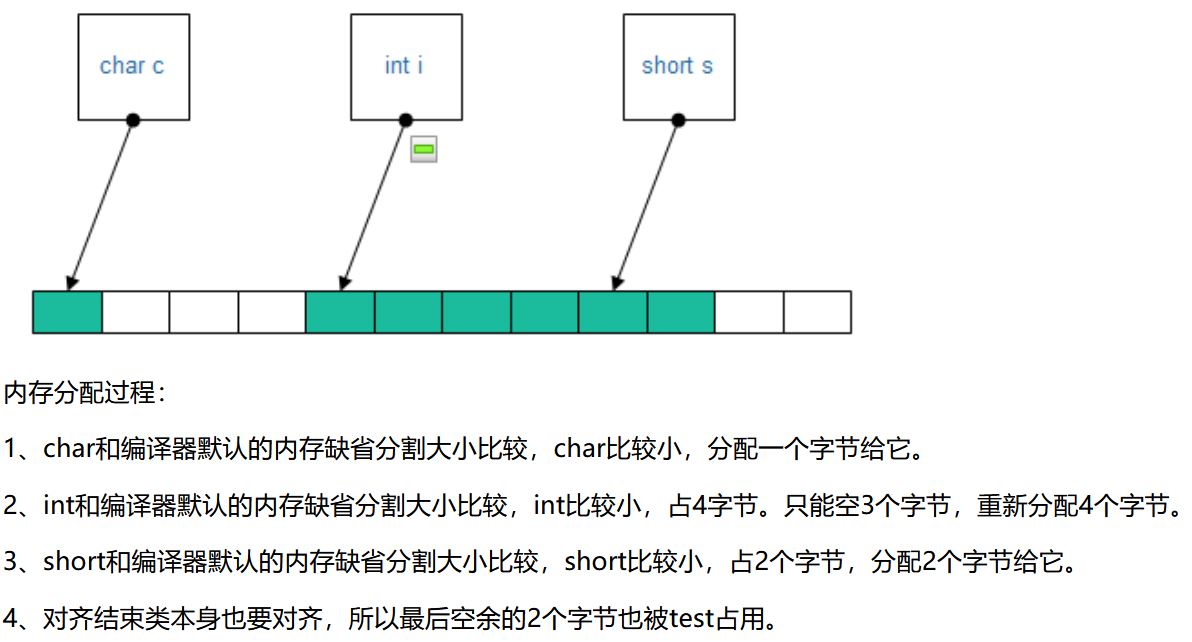 char c
int i
short s
内存分配过程：
1、char和编译器默认的内存缺省分割大小比较，char比较小，分配一个字节给它。
2、int和编译器默认的内存缺省分割大小比较，int比较小，占4字节。只能空3个字节，重新分配4个字节。
3、short和编译器默认的内存缺省分割大小比较，short比较小，占2个字节，分配2个字节给它。
4、对齐结束类本身也要对齐，所以最后空余的2个字节也被test占用。